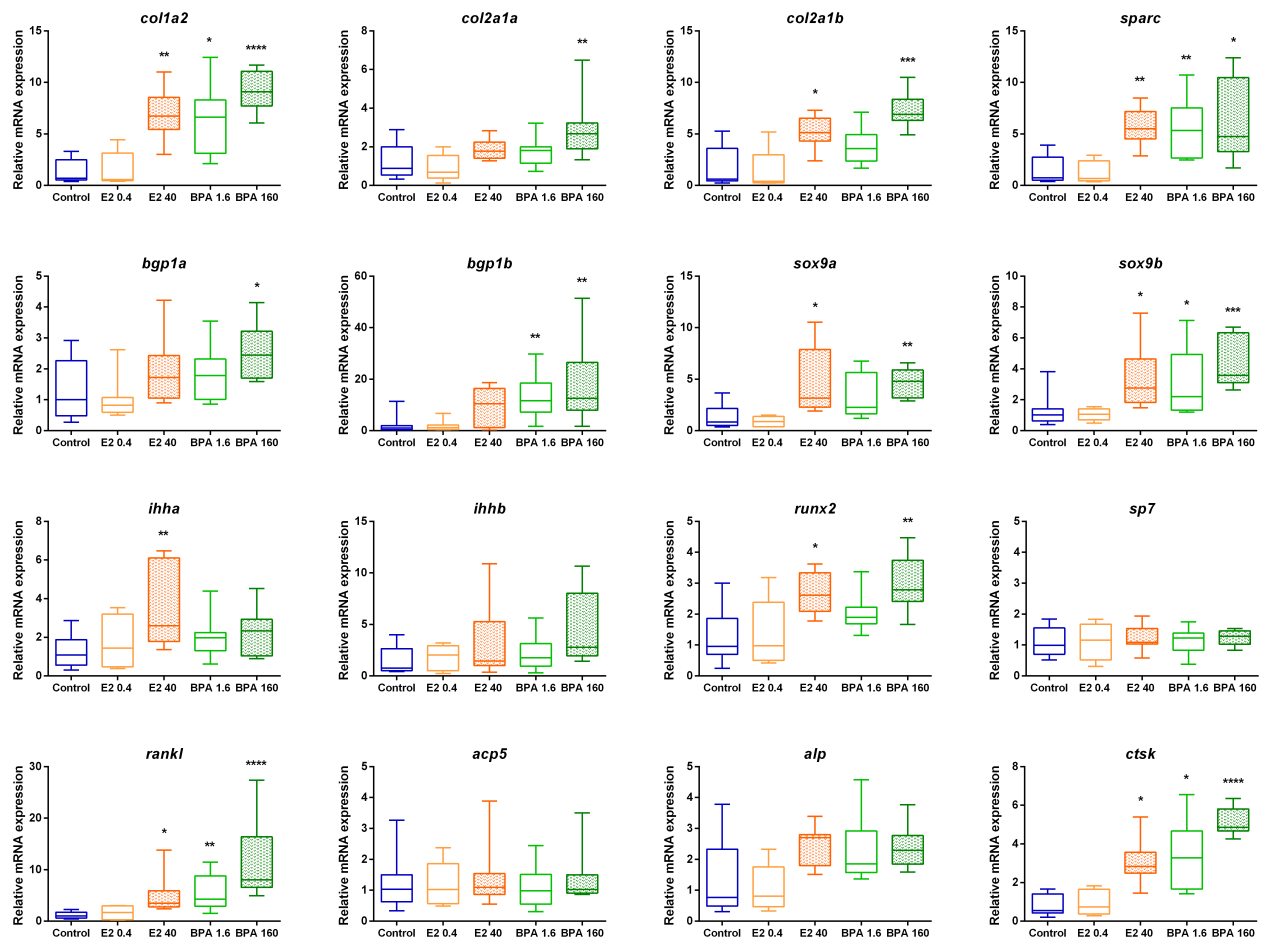 col1a2
Relative mRNA expression
15
10
5
0
** * ****
Control E2 0.4 E2 40 BPA 1.6 BPA 160
col2a1a
Relative mRNA expression
8
6
4
2
0
**
Control E2 0.4 E2 40 BPA 1.6 BPA 160
col2a1b
Relative mRNA expression
15
10
5
0
* ***
Control E2 0.4 E2 40 BPA 1.6 BPA 160
sparc
Relative mRNA expression
15
10
5
0
** ** *
Control E2 0.4 E2 40 BPA 1.6 BPA 160
bgp1a
Relative mRNA expression
5
4
3
2
1
0
*
Control E2 0.4 E2 40 BPA 1.6 BPA 160
bgp1b
Relative mRNA expression
60
40
20
0
** **
Control E2 0.4 E2 40 BPA 1.6 BPA 160
sox9a
Relative mRNA expression
15
10
5
0
* **
Control E2 0.4 E2 40 BPA 1.6 BPA 160
sox9b
Relative mRNA expression
10
8
6
4
2
0
* * ***
Control E2 0.4 E2 40 BPA 1.6 BPA 160
ihha
Relative mRNA expression
8
6
4
2
0
**
Control E2 0.4 E2 40 BPA 1.6 BPA 160
ihhb
Relative mRNA expression
15
10
5
0
Control E2 0.4 E2 40 BPA 1.6 BPA 160
runx2
Relative mRNA expression
5
4
3
2
1
0
* **
Control E2 0.4 E2 40 BPA 1.6 BPA 160
sp7
Relative mRNA expression
5
4
3
2
1
0
Control E2 0.4 E2 40 BPA 1.6 BPA 160
rankl
Relative mRNA expression
30
20
10
0
* ** ****
Control E2 0.4 E2 40 BPA 1.6 BPA 160
acp5
Relative mRNA expression
5
4
3
2
1
0
Control E2 0.4 E2 40 BPA 1.6 BPA 160
alp
Relative mRNA expression
5
4
3
2
1
0
Control E2 0.4 E2 40 BPA 1.6 BPA 160
ctsk
Relative mRNA expression
8
6
4
2
0
* * ****
Control E2 0.4 E2 40 BPA 1.6 BPA 160